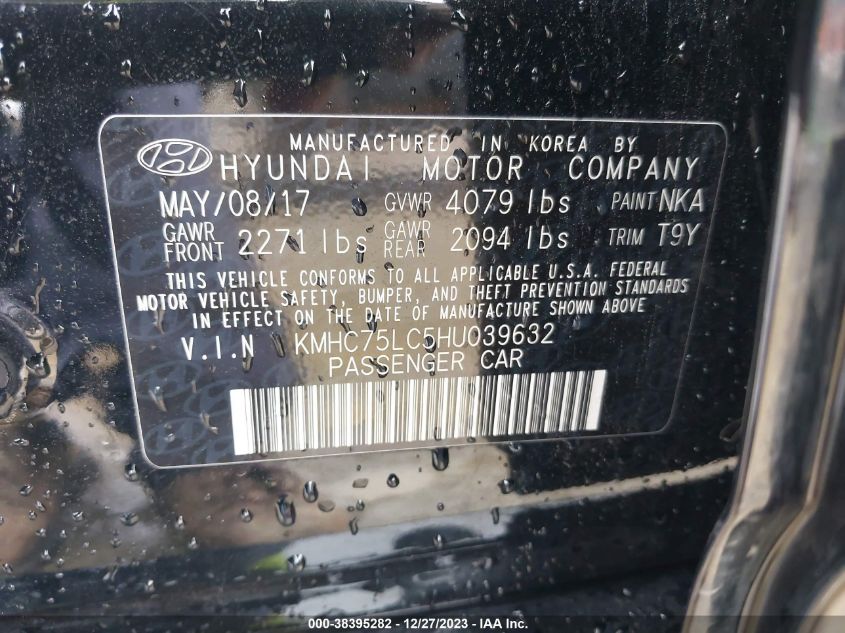 MANUFACTURED IN KOREA BY
HYUNDAI MOTOR COMPANY
MAY/08/17 GVWR 4079 lbs PAINT NKA
GAWR FRONT 2271 lbs GAWR REAR 2094 lbs TRIM T9Y
THIS VEHICLE CONFORMS TO ALL APPLICABLE U.S.A. FEDERAL
MOTOR VEHICLE SAFETY, BUMPER, AND THEFT PREVENTION STANDARDS
IN EFFECT ON THE DATE OF MANUFACTURE SHOWN ABOVE
V.I.N KMHC75LC5HU039632
PASSENGER CAR
000-38395282 - 12/27/2023 - IAA Inc.